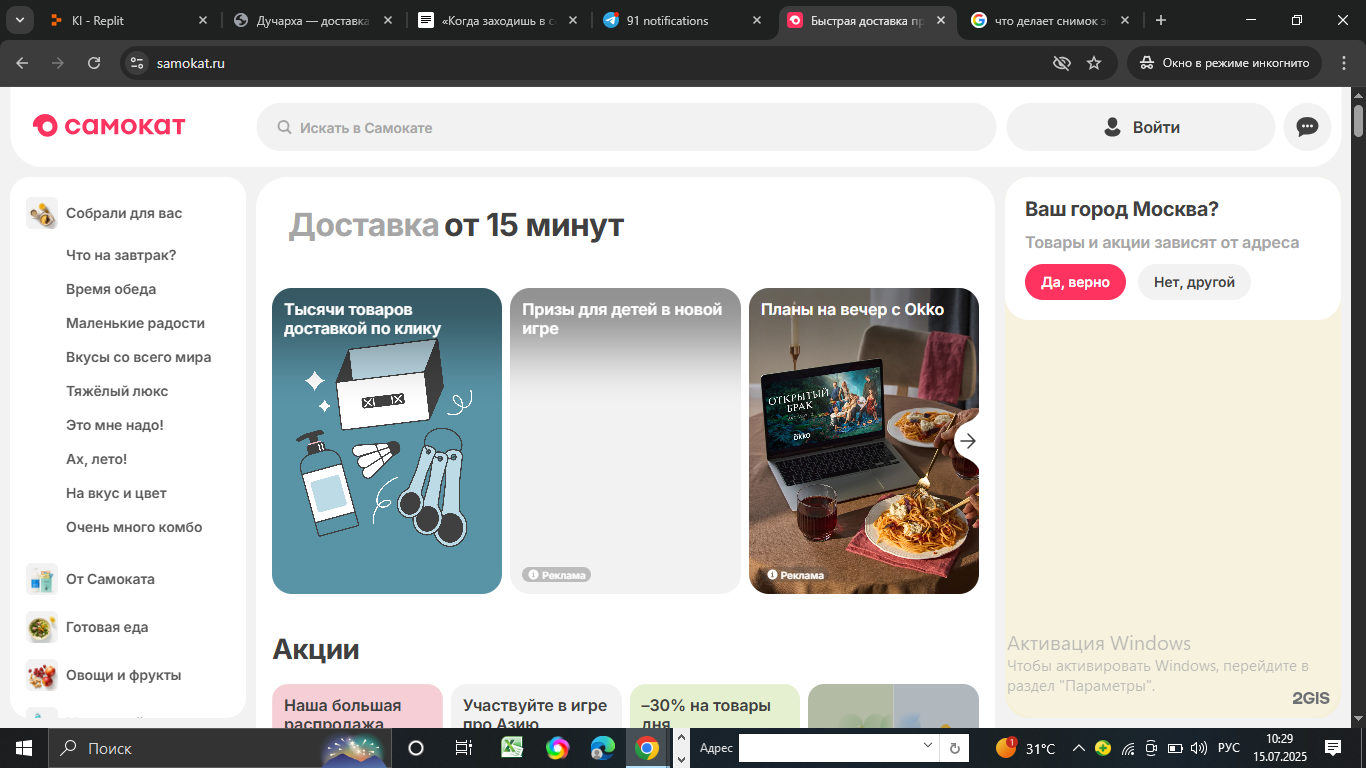 KI - Replit
Дучарха — доставка
«Когда заходишь в с
91 notifications
Быстрая доставка пр
что делает снимок э
samokat.ru
Окно в режиме инкогнито
самокат
Искать в Самокате
Войти
Собрали для вас
Что на завтрак?
Время обеда
Маленькие радости
Вкусы со всего мира
Тяжёлый люкс
Это мне надо!
Ах, лето!
На вкус и цвет
Очень много комбо
От Самоката
Готовая еда
Овощи и фрукты
Доставка от 15 минут
Тысячи товаров
доставкой по клику
Призы для детей в новой
игре
Реклама
Планы на вечер с Okko
ОТКРЫТЫЙ
БРАК
okko
Реклама
Акции
Наша большая
распродажа
Участвуйте в игре
про Азию
–30% на товары
дня
Ваш город Москва?
Товары и акции зависят от адреса
Да, верно
Нет, другой
Активация Windows
Чтобы активировать Windows, перейдите в
раздел "Параметры".
2GIS
Поиск
Адрес
1
31°C
РУС
10:29
15.07.2025